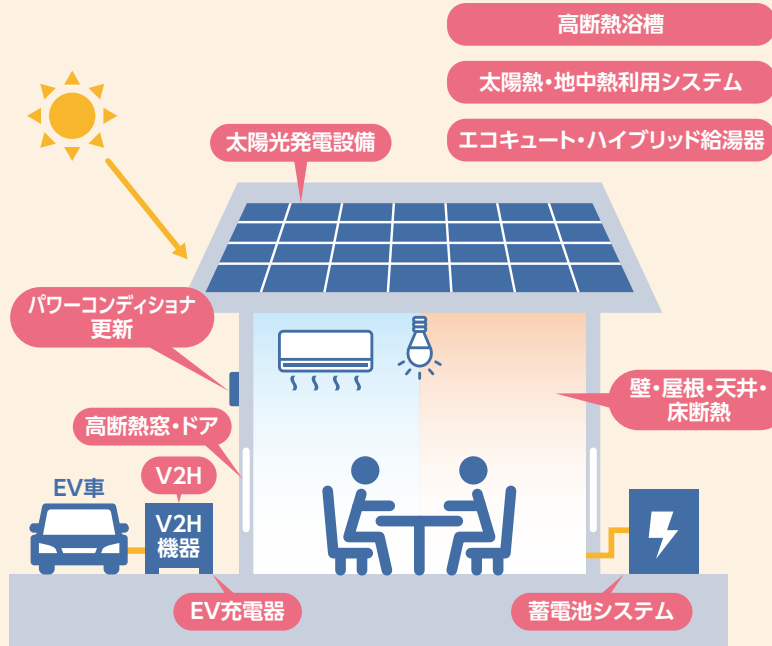 高断熱浴槽
太陽熱・地中熱利用システム
エコキュート・ハイブリッド給湯器
太陽光発電設備
パワーコンディショナ
更新
高断熱窓・ドア
壁・屋根・天井・
床断熱
EV車
V2H
V2H
機器
EV充電器
蓄電池システム